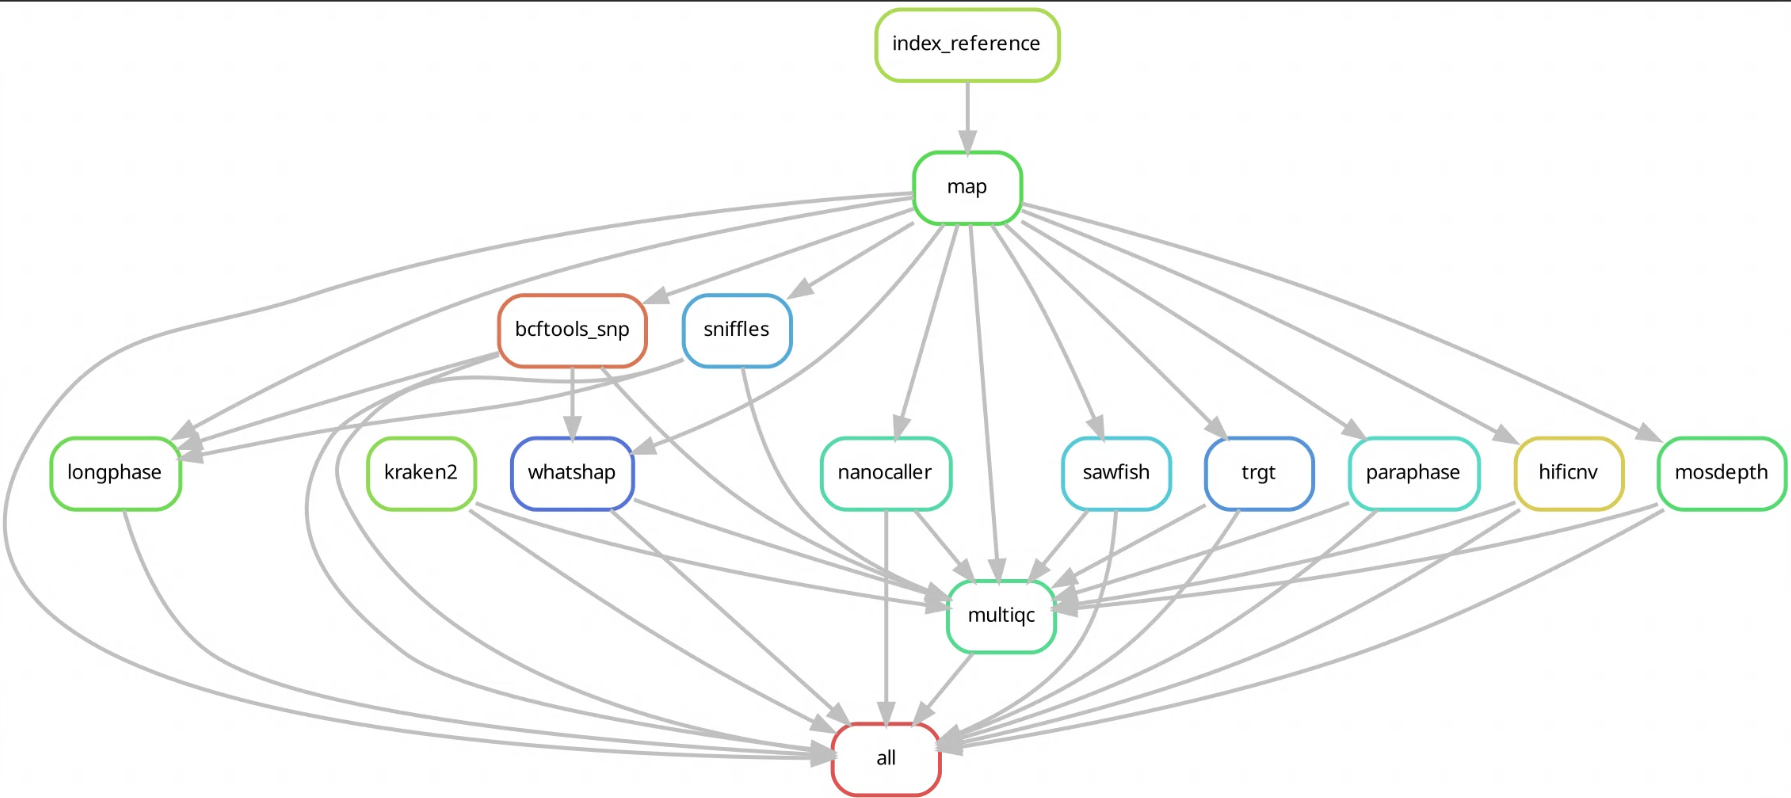 index_reference
map
bcftools_snp
sniffles
longphase
kraken2
whatshap
nanocaller
sawfish
trgt
paraphase
hificnv
mosdepth
multiqc
all